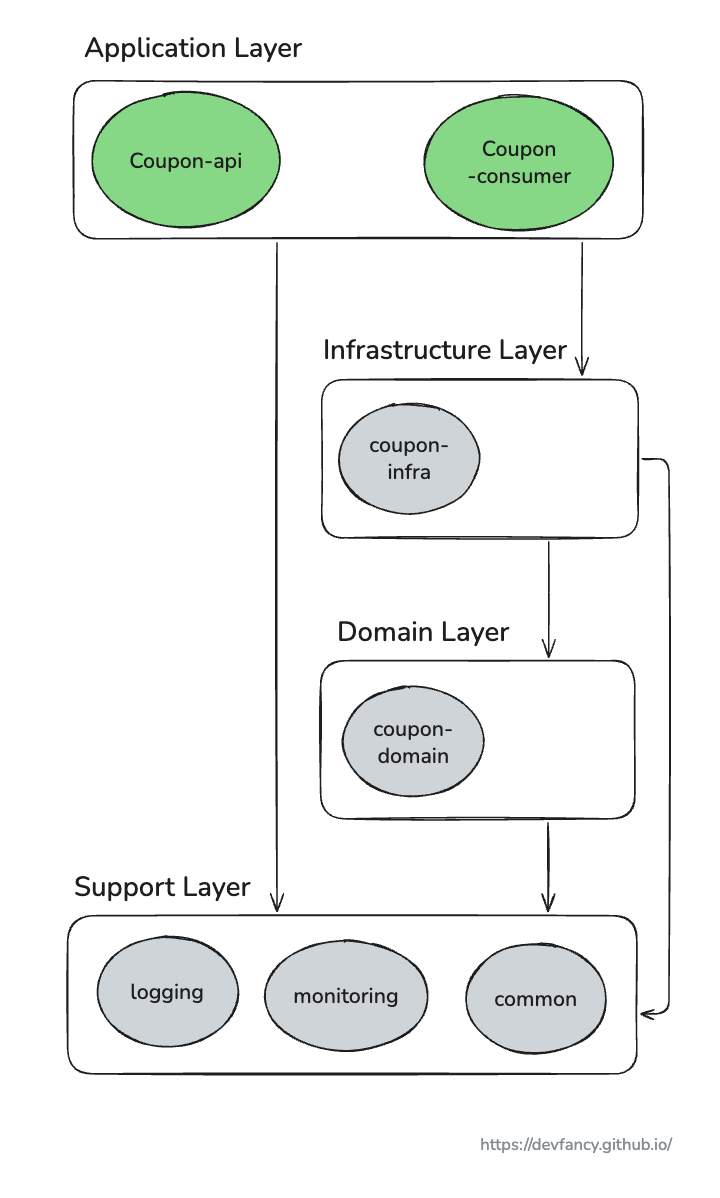 Application Layer
Coupon-api
Coupon
-consumer
Infrastructure Layer
coupon-
infra
Domain Layer
coupon-
domain
Support Layer
logging
monitoring
common
https://devfancy.github.io/